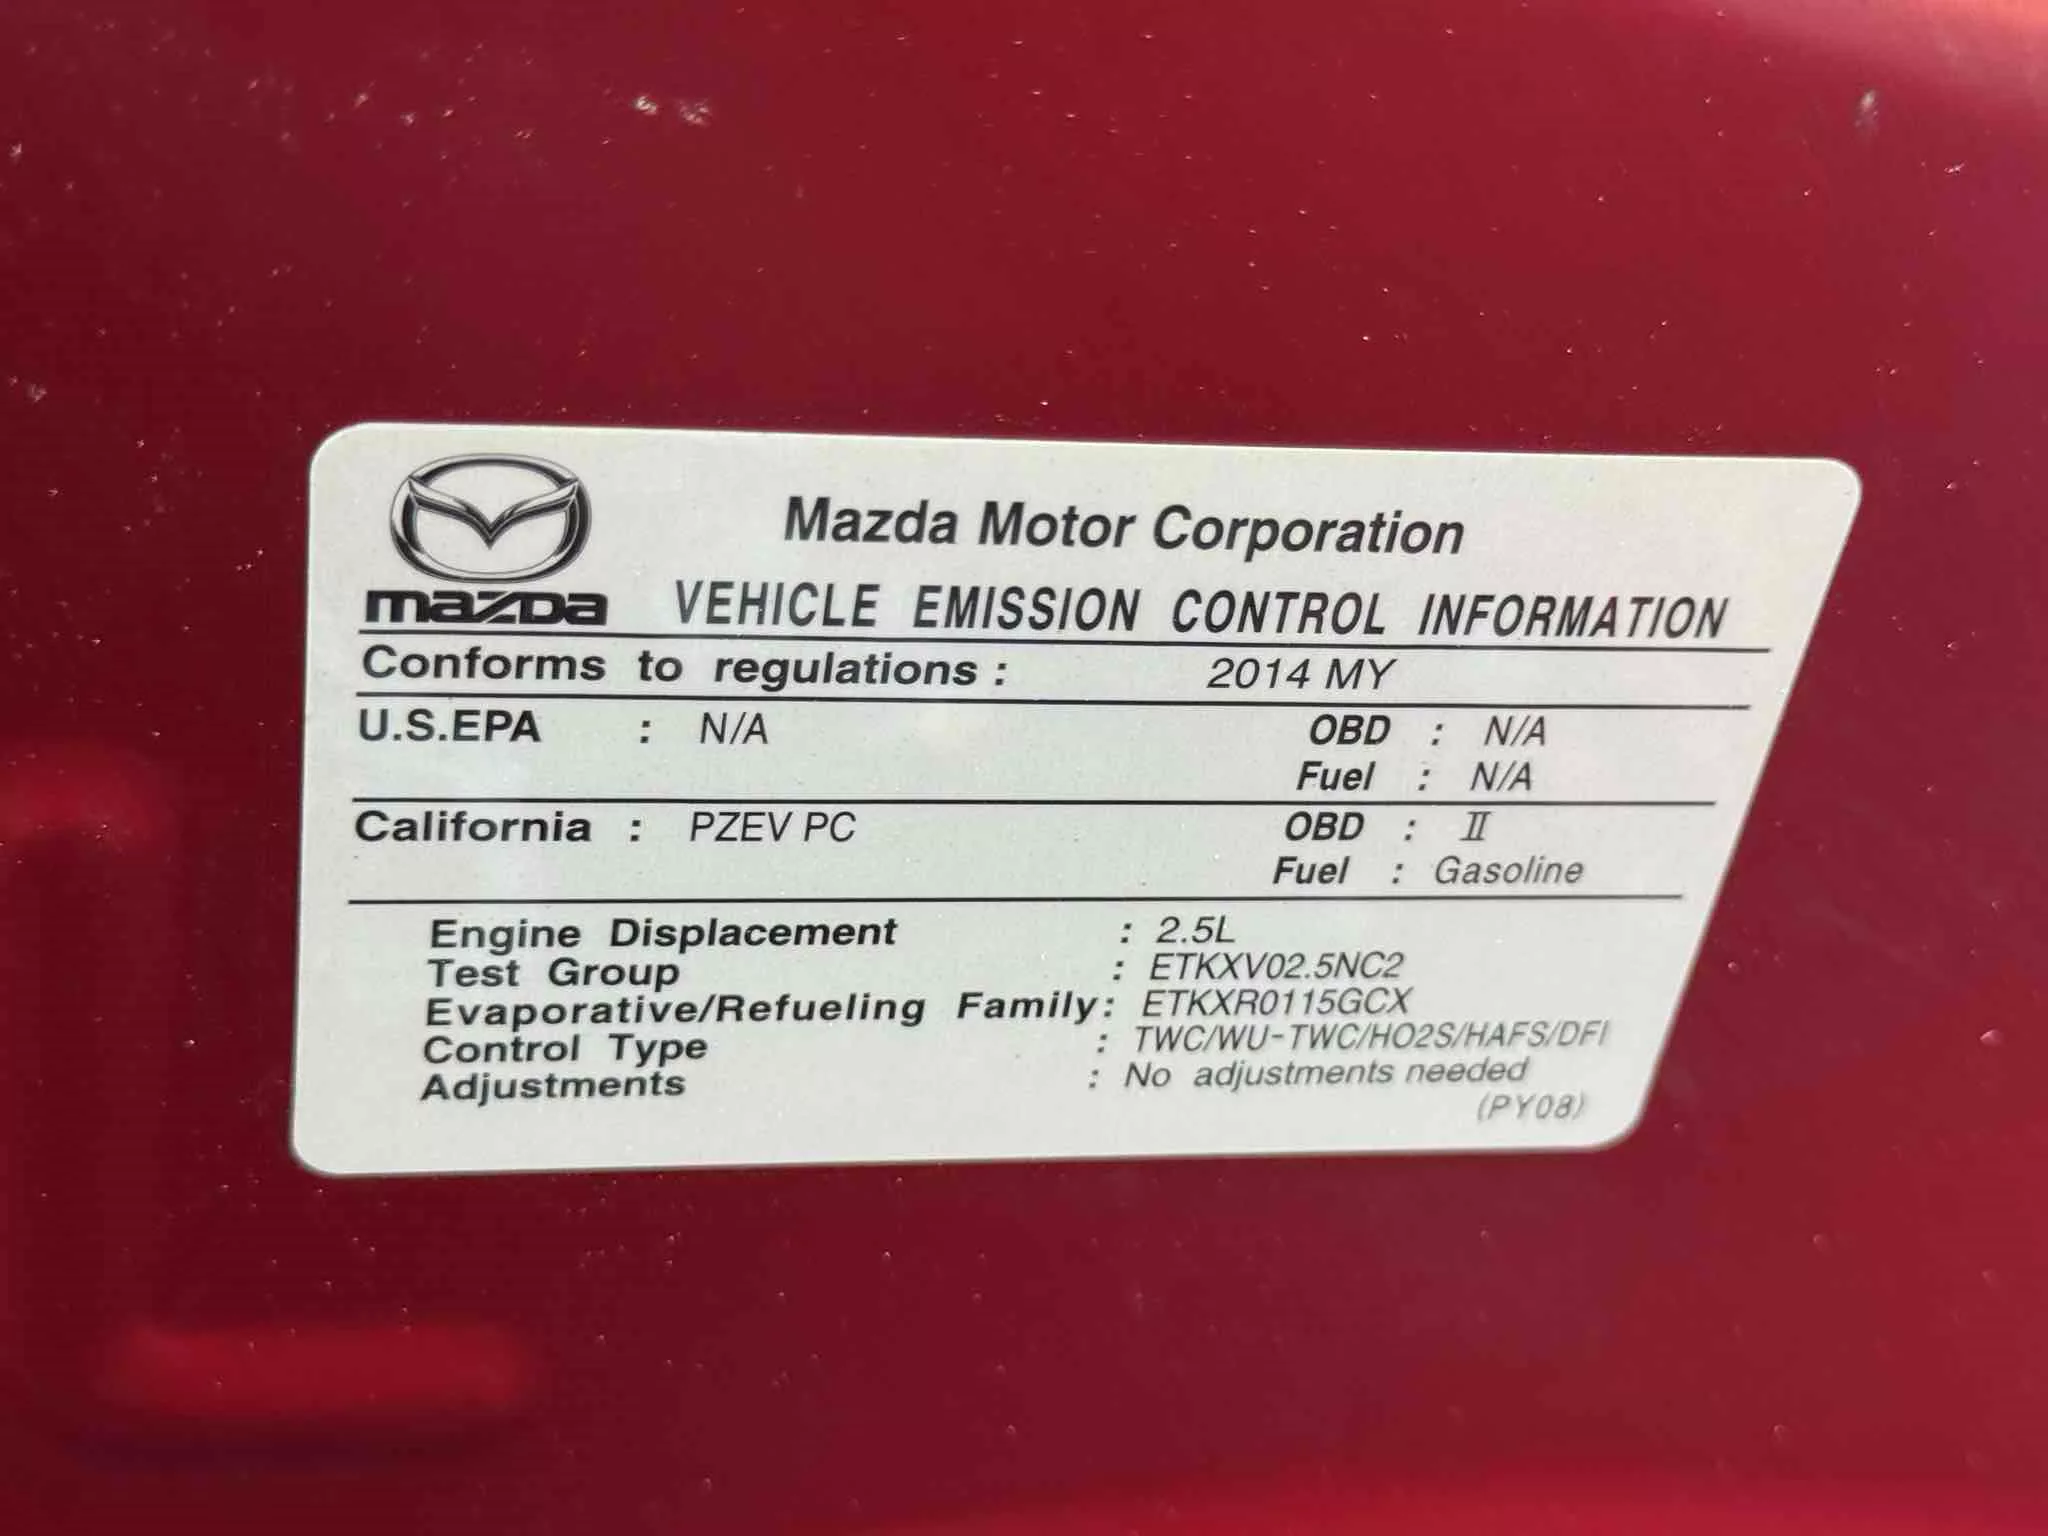 mazda
Mazda Motor Corporation
VEHICLE EMISSION CONTROL INFORMATION
Conforms to regulations : 2014 MY
U.S.EPA : N/A OBD : N/A
Fuel : N/A
California : PZEV PC OBD : II
Fuel : Gasoline
Engine Displacement : 2.5L
Test Group : ETKXV02.5NC2
Evaporative/Refueling Family: ETKXR0115GCX
Control Type : TWC/WU-TWC/HO2S/HAFS/DFI
Adjustments : No adjustments needed
(PY08)